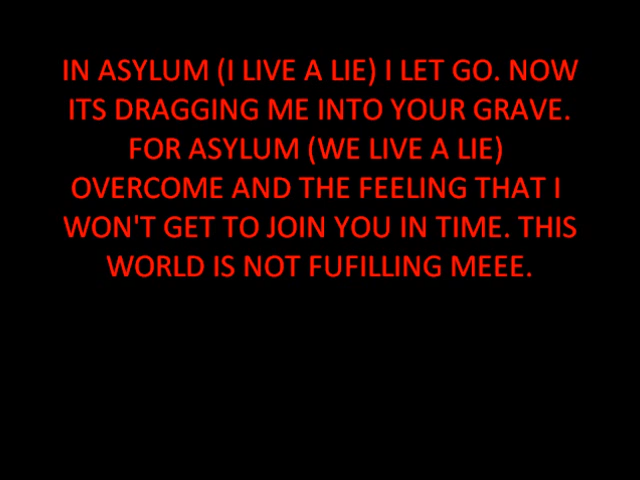 IN ASYLUM (I LIVE A LIE) I LET GO. NOW
ITS DRAGGING ME INTO YOUR GRAVE.
FOR ASYLUM (WE LIVE A LIE)
OVERCOME AND THE FEELING THAT I
WON'T GET TO JOIN YOU IN TIME. THIS
WORLD IS NOT FUFILLING MEEE.